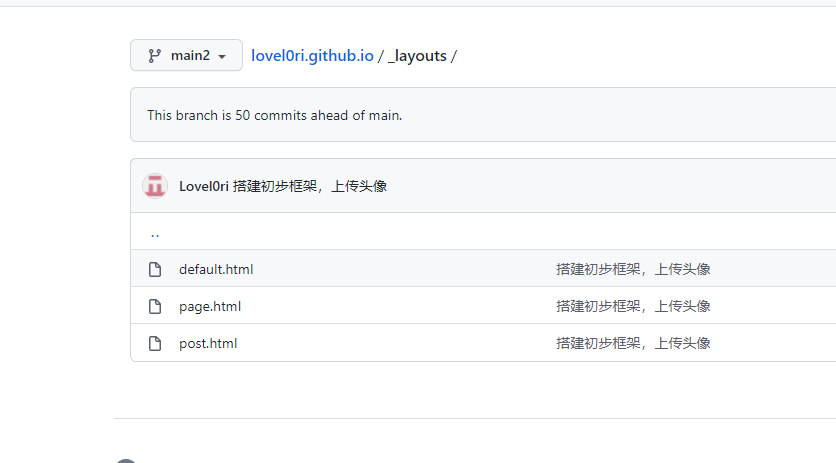 main2 lovel0ri.github.io / _layouts /
This branch is 50 commits ahead of main.
Lovel0ri 搭建初步框架，上传头像
..
default.html 搭建初步框架，上传头像
page.html 搭建初步框架，上传头像
post.html 搭建初步框架，上传头像